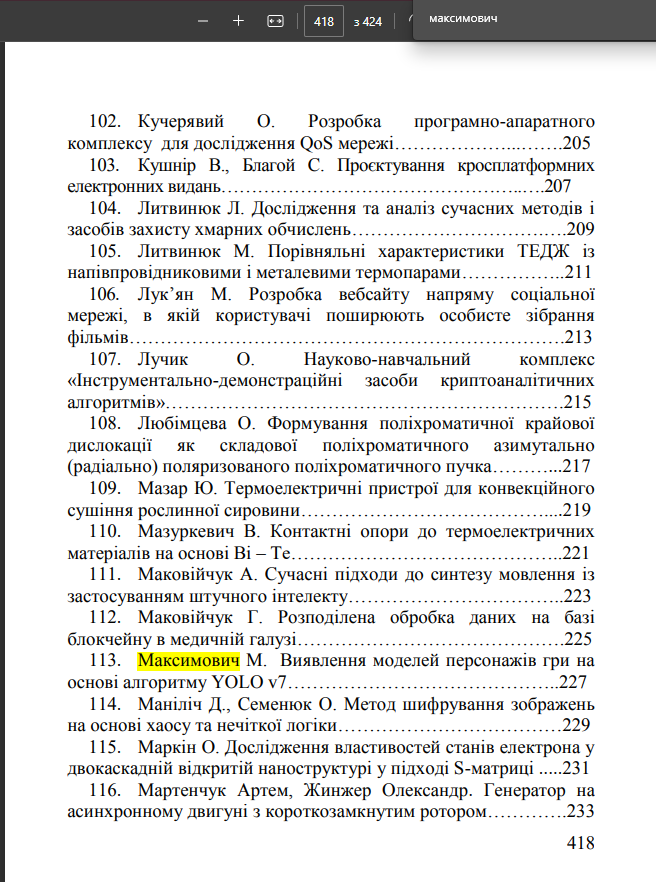 418 з 424 максимович
102. Кучерявий О. Розробка програмно-апаратного
комплексу для дослідження QoS мережі…………………..………205
103. Кушнір В., Благой С. Проєктування кросплатформних
електронних видань……………………………………………..….207
104. Литвинюк Л. Дослідження та аналіз сучасних методів і
засобів захисту хмарних обчислень……………………………….209
105. Литвинюк М. Порівняльні характеристики ТЕДЖ із
напівпровідниковими і металевими термопарами……………..211
106. Лук’ян М. Розробка вебсайту напряму соціальної
мережі, в якій користувачі поширюють особисте зібрання
фільмів……………………………………………………………….213
107. Лучик О. Науково-навчальний комплекс
«Інструментально-демонстраційні засоби криптоаналітичних
алгоритмів»………………………………………………………….215
108. Любімцева О. Формування поліхроматичної крайової
дислокації як складової поліхроматичного азимутально
(радіально) поляризованого поліхроматичного пучка………...217
109. Мазар Ю. Термоелектричні пристрої для конвекційного
сушіння рослинної сировини……………………………………...219
110. Мазуркевич В. Контактні опори до термоелектричних
матеріалів на основі Bi – Te………………………………………..221
111. Маковійчук А. Сучасні підходи до синтезу мовлення із
застосуванням штучного інтелекту……………………………….223
112. Маковійчук Г. Розподілена обробка даних на базі
блокчейну в медичній галузі……………………………………….225
113. Максимович М. Виявлення моделей персонажів гри на
основі алгоритму YOLO v7………………………………………..227
114. Маніліч Д., Семенюк О. Метод шифрування зображень
на основі хаосу та нечіткої логіки…………………………………229
115. Маркін О. Дослідження властивостей станів електрона у
двокаскадній відкритій наноструктурі у підході S-матриці .....231
116. Мартенчук Артем, Жинжер Олександр. Генератор на
асинхронному двигуні з короткозамкнутим ротором………….233
418